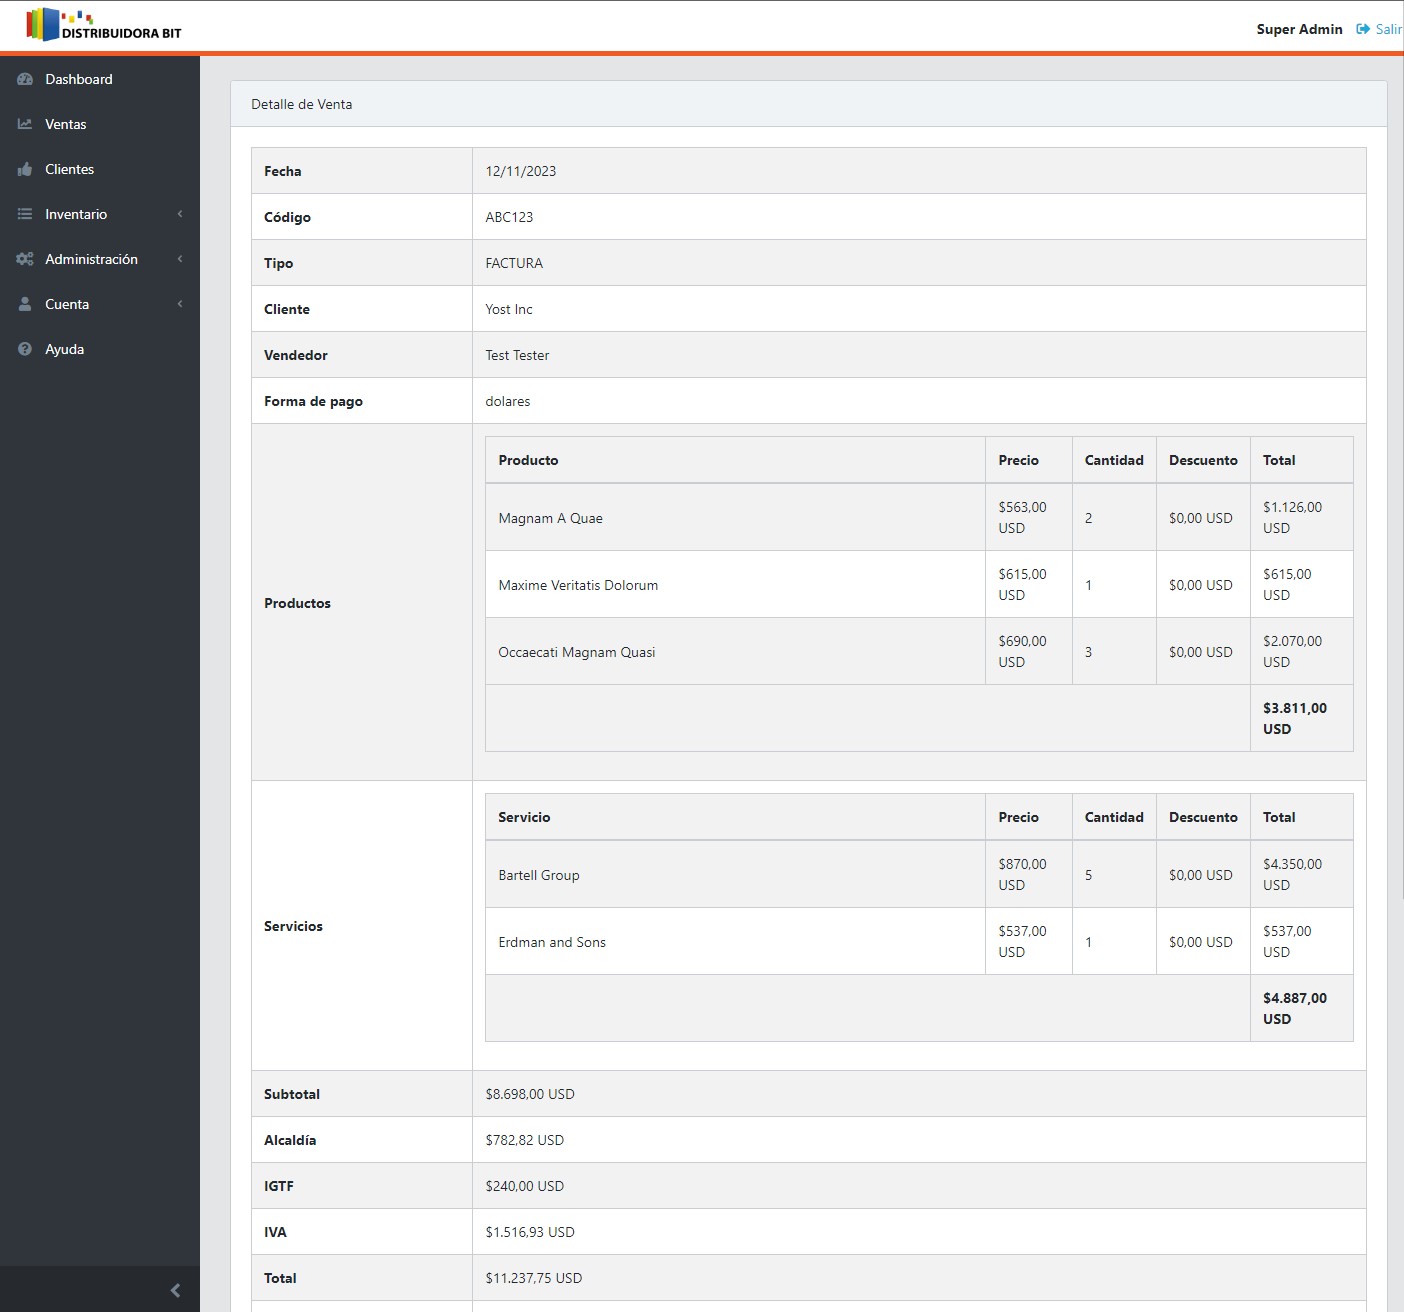 DISTRIBUIDORA BIT
Super Admin Salir
Dashboard
Ventas
Clientes
Inventario
Administración
Cuenta
Ayuda
Detalle de Venta
Fecha 12/11/2023
Código ABC123
Tipo FACTURA
Cliente Yost Inc
Vendedor Test Tester
Forma de pago dolares
Productos
Producto Precio Cantidad Descuento Total
Magnam A Quae $563,00 USD 2 $0,00 USD $1.126,00 USD
Maxime Veritatis Dolorum $615,00 USD 1 $0,00 USD $615,00 USD
Occaecati Magnam Quasi $690,00 USD 3 $0,00 USD $2.070,00 USD
$3.811,00 USD
Servicios
Servicio Precio Cantidad Descuento Total
Bartell Group $870,00 USD 5 $0,00 USD $4.350,00 USD
Erdman and Sons $537,00 USD 1 $0,00 USD $537,00 USD
$4.887,00 USD
Subtotal $8.698,00 USD
Alcaldía $782,82 USD
IGTF $240,00 USD
IVA $1.516,93 USD
Total $11.237,75 USD